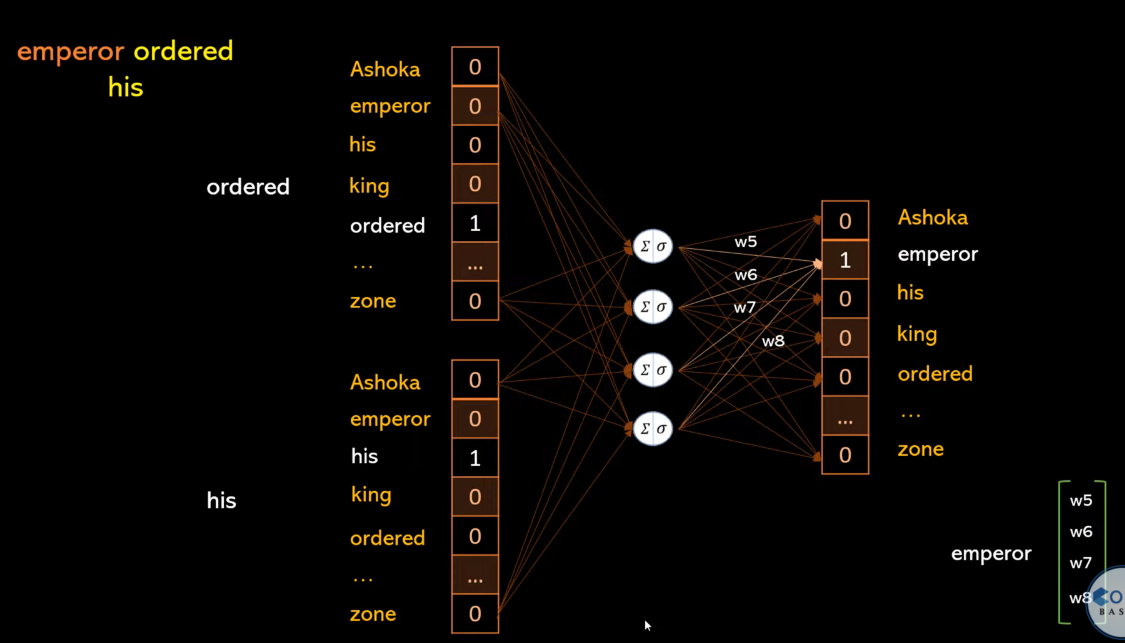 emperor ordered
his
ordered
Ashoka 0
emperor 0
his 0
king 0
ordered 1
... ...
zone 0
his
Ashoka 0
emperor 0
his 1
king 0
ordered 0
... ...
zone 0
Σ σ
Σ σ
Σ σ
Σ σ
w5
w6
w7
w8
0 Ashoka
1 emperor
0 his
0 king
0 ordered
... ...
0 zone
emperor
w5
w6
w7
w8